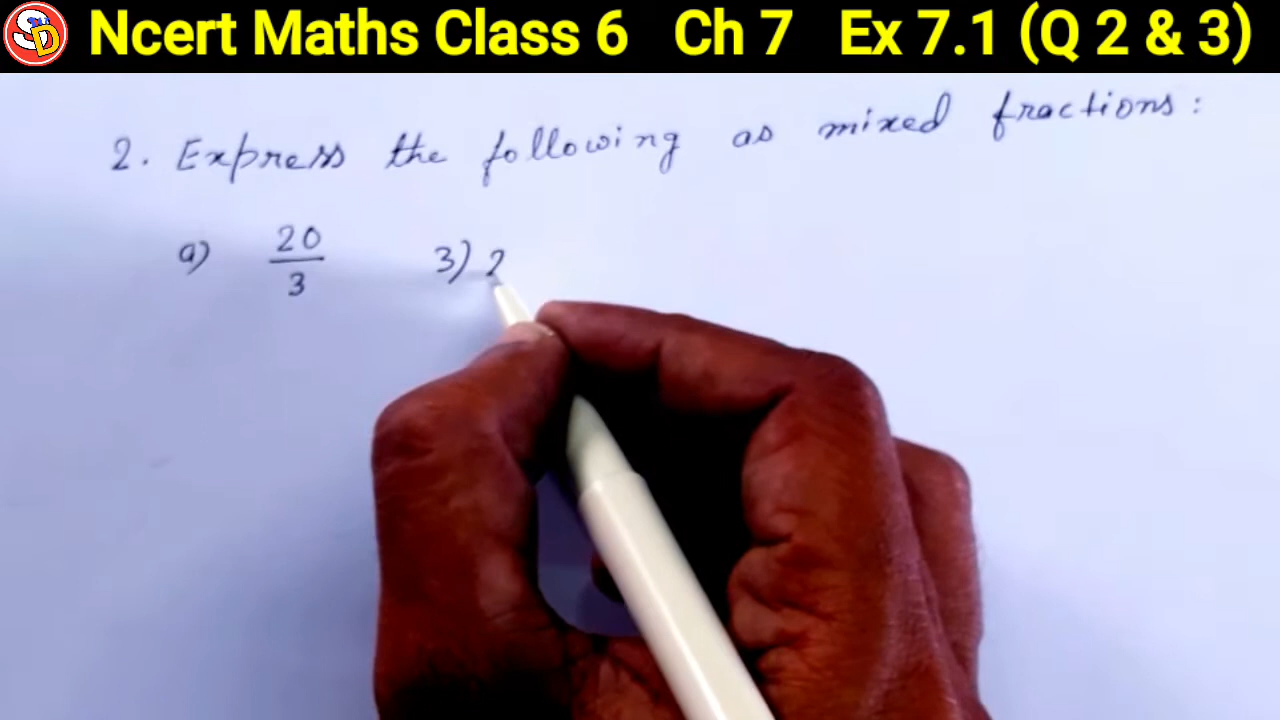 SD Ncert Maths Class 6 Ch 7 Ex 7.1 (Q 2 & 3)
2. Express the following as mixed fractions:
a) 20/3 3) 2